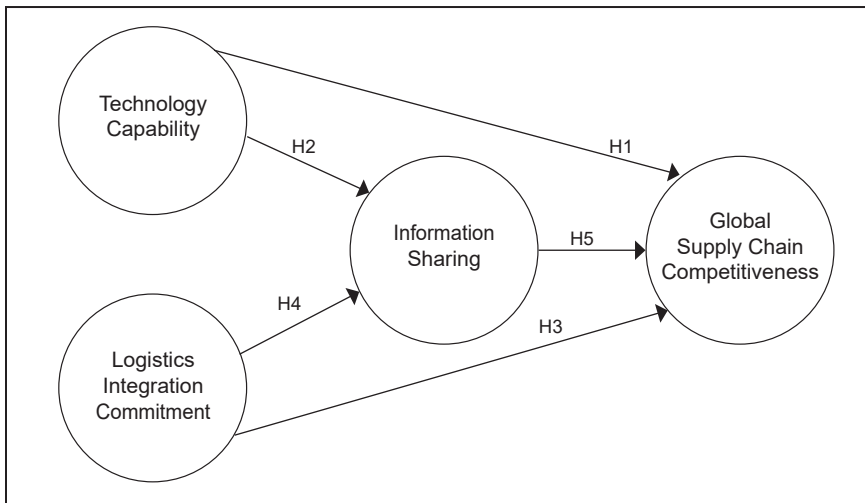 Technology
Capability
H2
H1
Information
Sharing
H5
Global
Supply Chain
Competitiveness
H4
H3
Logistics
Integration
Commitment